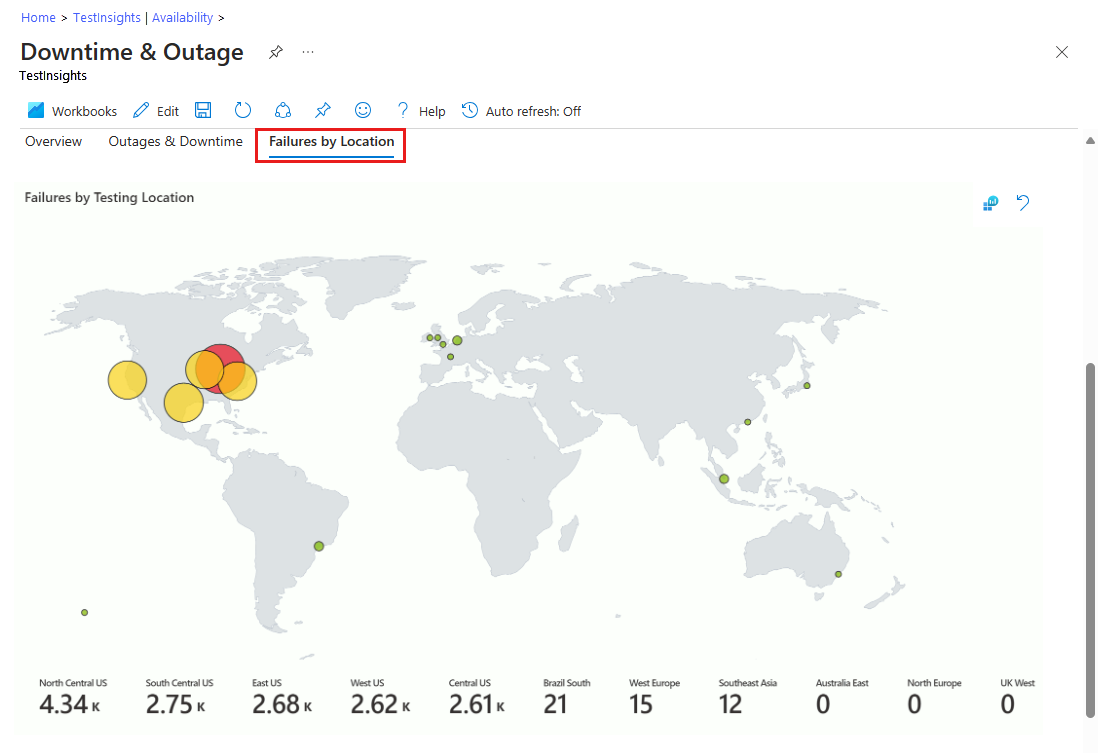 Home > TestInsights | Availability >
Downtime & Outage
TestInsights
Workbooks Edit Help Auto refresh: Off
Overview Outages & Downtime Failures by Location
Failures by Testing Location
North Central US South Central US East US West US Central US Brazil South West Europe Southeast Asia Australia East North Europe UK West
4.34 K 2.75 K 2.68 K 2.62 K 2.61 K 21 15 12 0 0 0